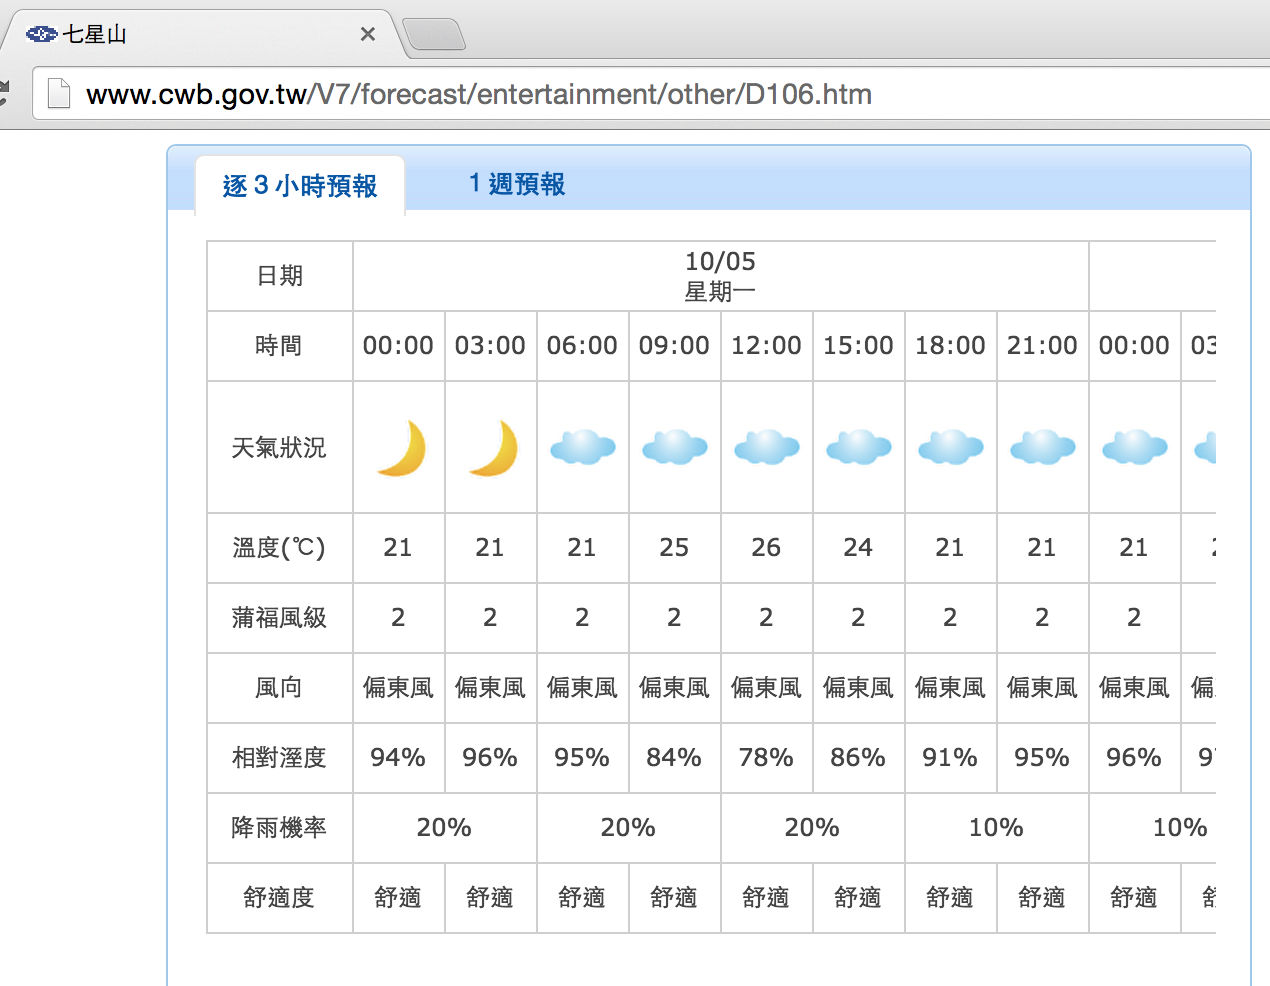 七星山
www.cwb.gov.tw/V7/forecast/entertainment/other/D106.htm
逐 3 小時預報 1 週預報
日期 10/05
星期一
時間 00:00 03:00 06:00 09:00 12:00 15:00 18:00 21:00 00:00 03
天氣狀況
溫度(℃) 21 21 21 25 26 24 21 21 21
蒲福風級 2 2 2 2 2 2 2 2 2
風向 偏東風 偏東風 偏東風 偏東風 偏東風 偏東風 偏東風 偏東風 偏東風 偏
相對溼度 94% 96% 95% 84% 78% 86% 91% 95% 96% 9
降雨機率 20% 20% 20% 10% 10%
舒適度 舒適 舒適 舒適 舒適 舒適 舒適 舒適 舒適 舒適